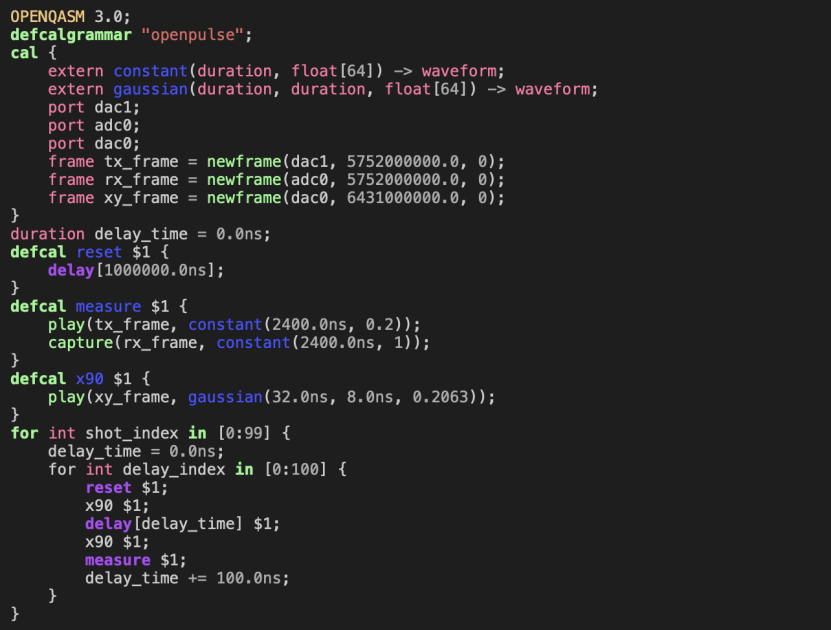 OPENQASM 3.0;
defcalgrammar "openpulse";
cal {
    extern constant(duration, float[64]) -> waveform;
    extern gaussian(duration, duration, float[64]) -> waveform;
    port dac1;
    port adc0;
    port dac0;
    frame tx_frame = newframe(dac1, 5752000000.0, 0);
    frame rx_frame = newframe(adc0, 5752000000.0, 0);
    frame xy_frame = newframe(dac0, 6431000000.0, 0);
}
duration delay_time = 0.0ns;
defcal reset $1 {
    delay[1000000.0ns];
}
defcal measure $1 {
    play(tx_frame, constant(2400.0ns, 0.2));
    capture(rx_frame, constant(2400.0ns, 1));
}
defcal x90 $1 {
    play(xy_frame, gaussian(32.0ns, 8.0ns, 0.2063));
}
for int shot_index in [0:99] {
    delay_time = 0.0ns;
    for int delay_index in [0:100] {
        reset $1;
        x90 $1;
        delay[delay_time] $1;
        x90 $1;
        measure $1;
        delay_time += 100.0ns;
    }
}